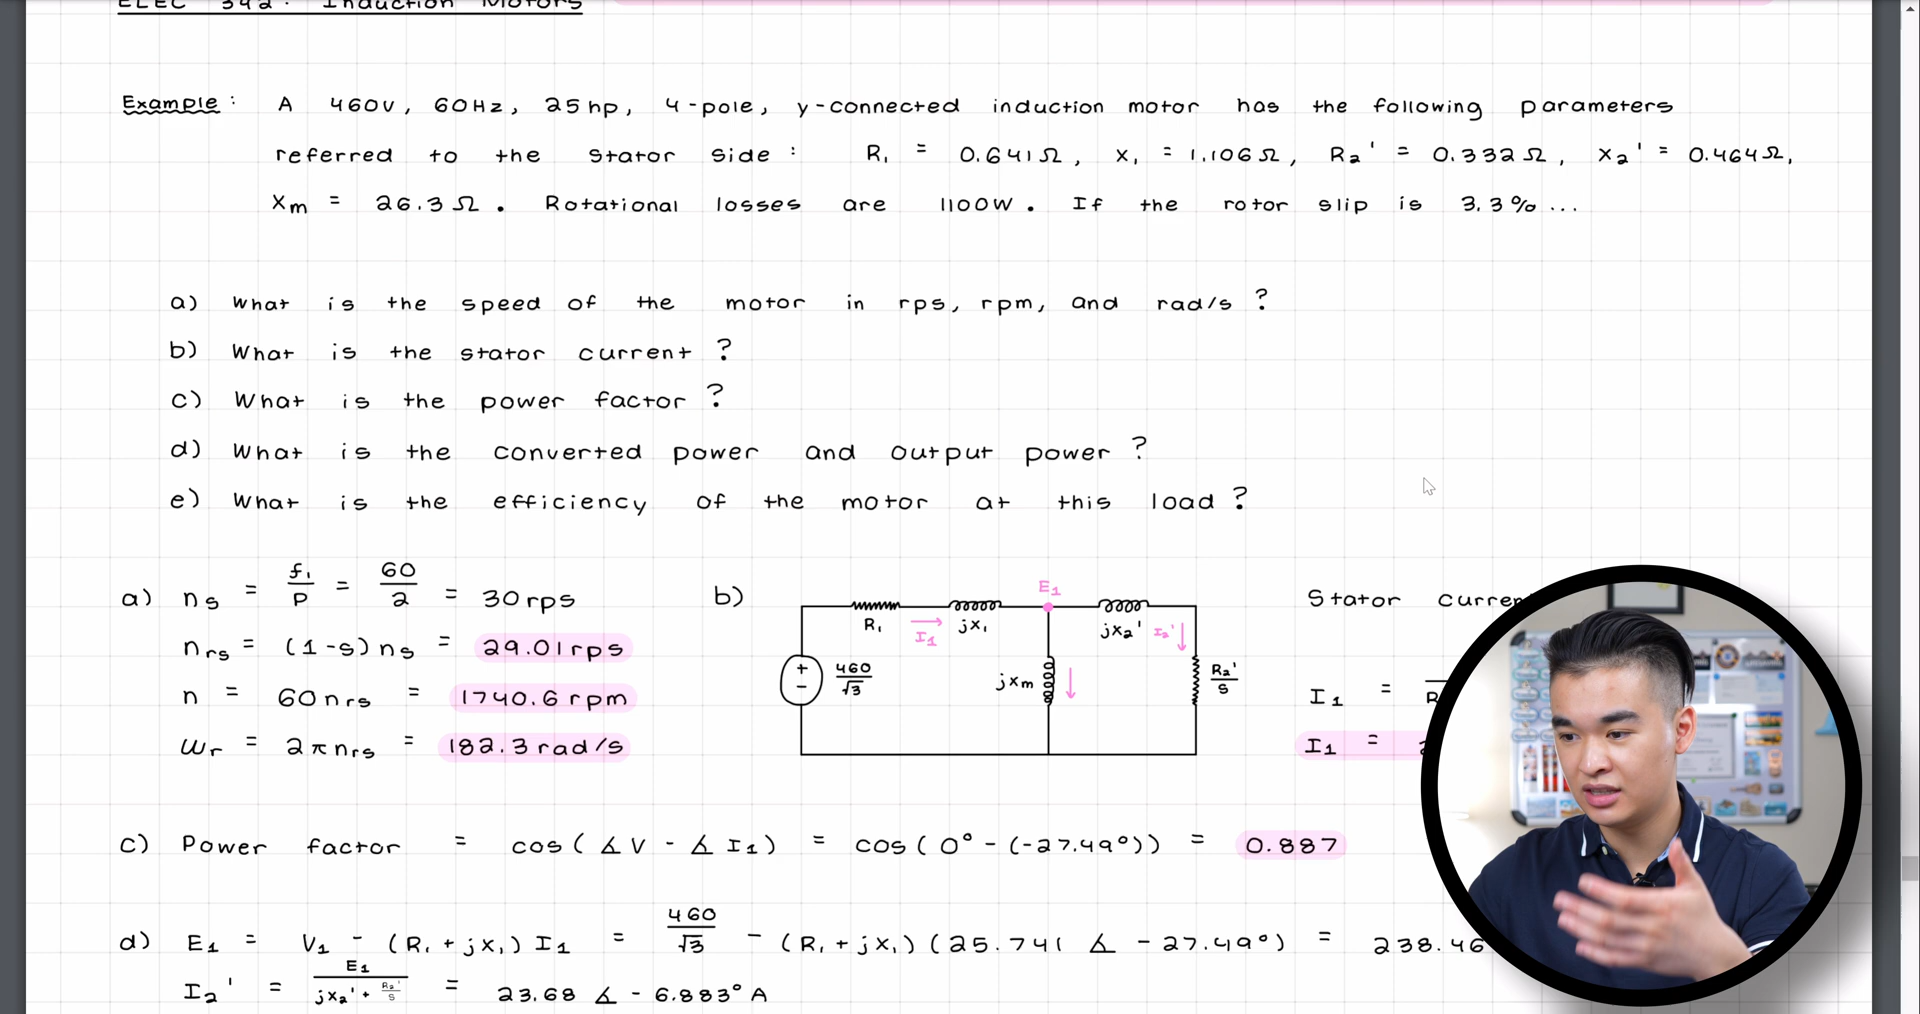 ELEC 342: Induction Motors
Example: A 460V, 60Hz, 25hp, 4-pole, y-connected induction motor has the following parameters
referred to the stator side: R₁ = 0.641Ω, x₁ = 1.106Ω, R₂' = 0.332Ω, x₂' = 0.464Ω,
Xm = 26.3Ω. Rotational losses are 1100W. If the rotor slip is 3.3%...
a) What is the speed of the motor in rps, rpm, and rad/s?
b) What is the stator current?
c) What is the power factor?
d) What is the converted power and output power?
e) What is the efficiency of the motor at this load?
a) ns = f₁/P = 60/2 = 30rps
nrs = (1-s)ns = 29.01rps
n = 60nrs = 1740.6rpm
ωr = 2πnrs = 182.3rad/s
b)
E₁
R₁ I₁ jx₁ jx₂' I₂'
+ - 460/√3 jxm R₂'/s
Stator
I₁ =
I₁ =
c) Power factor = cos(∡V - ∡I₁) = cos(0° - (-27.49°)) = 0.887
d) E₁ = V₁ - (R₁ + jx₁)I₁ = 460/√3 - (R₁ + jx₁)(25.741 ∡ -27.49°) = 238.46
I₂' = E₁/(jx₂' + R₂'/s) = 23.68 ∡ -6.883° A